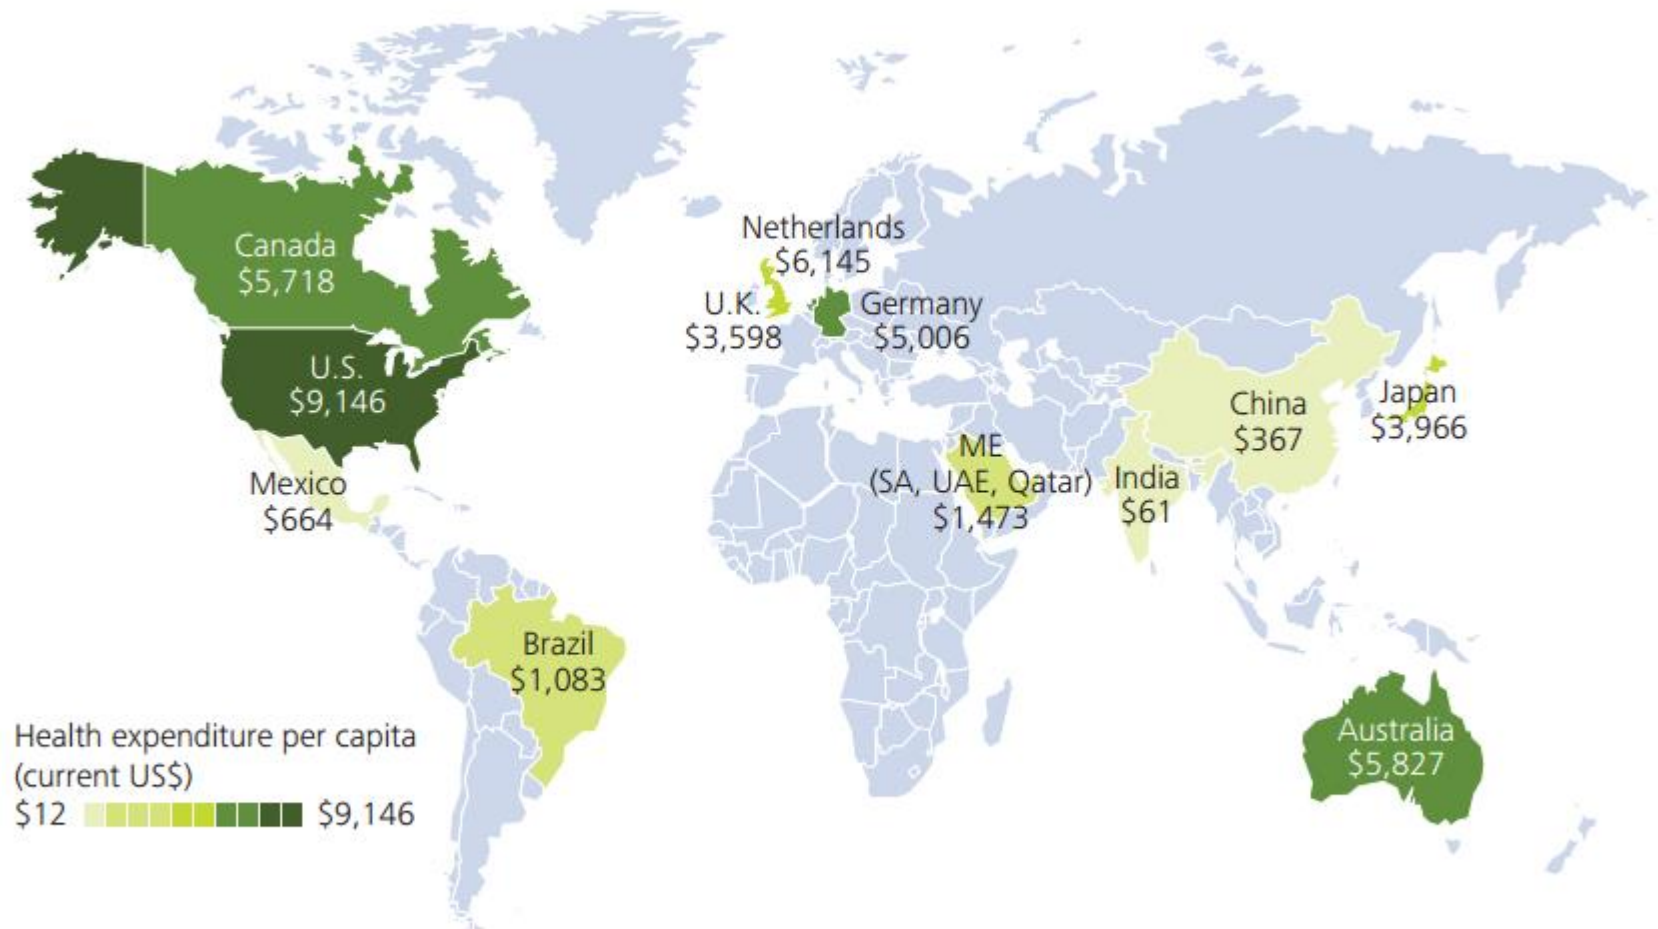 Netherlands
$6,145
Canada
$5,718
U.K.
$3,598
Germany
$5,006
U.S.
$9,146
China
$367
Japan
$3,966
ME
(SA, UAE, Qatar)
$1,473
India
$61
Mexico
$664
Brazil
$1,083
Australia
$5,827
Health expenditure per capita
(current US$)
$12 $9,146